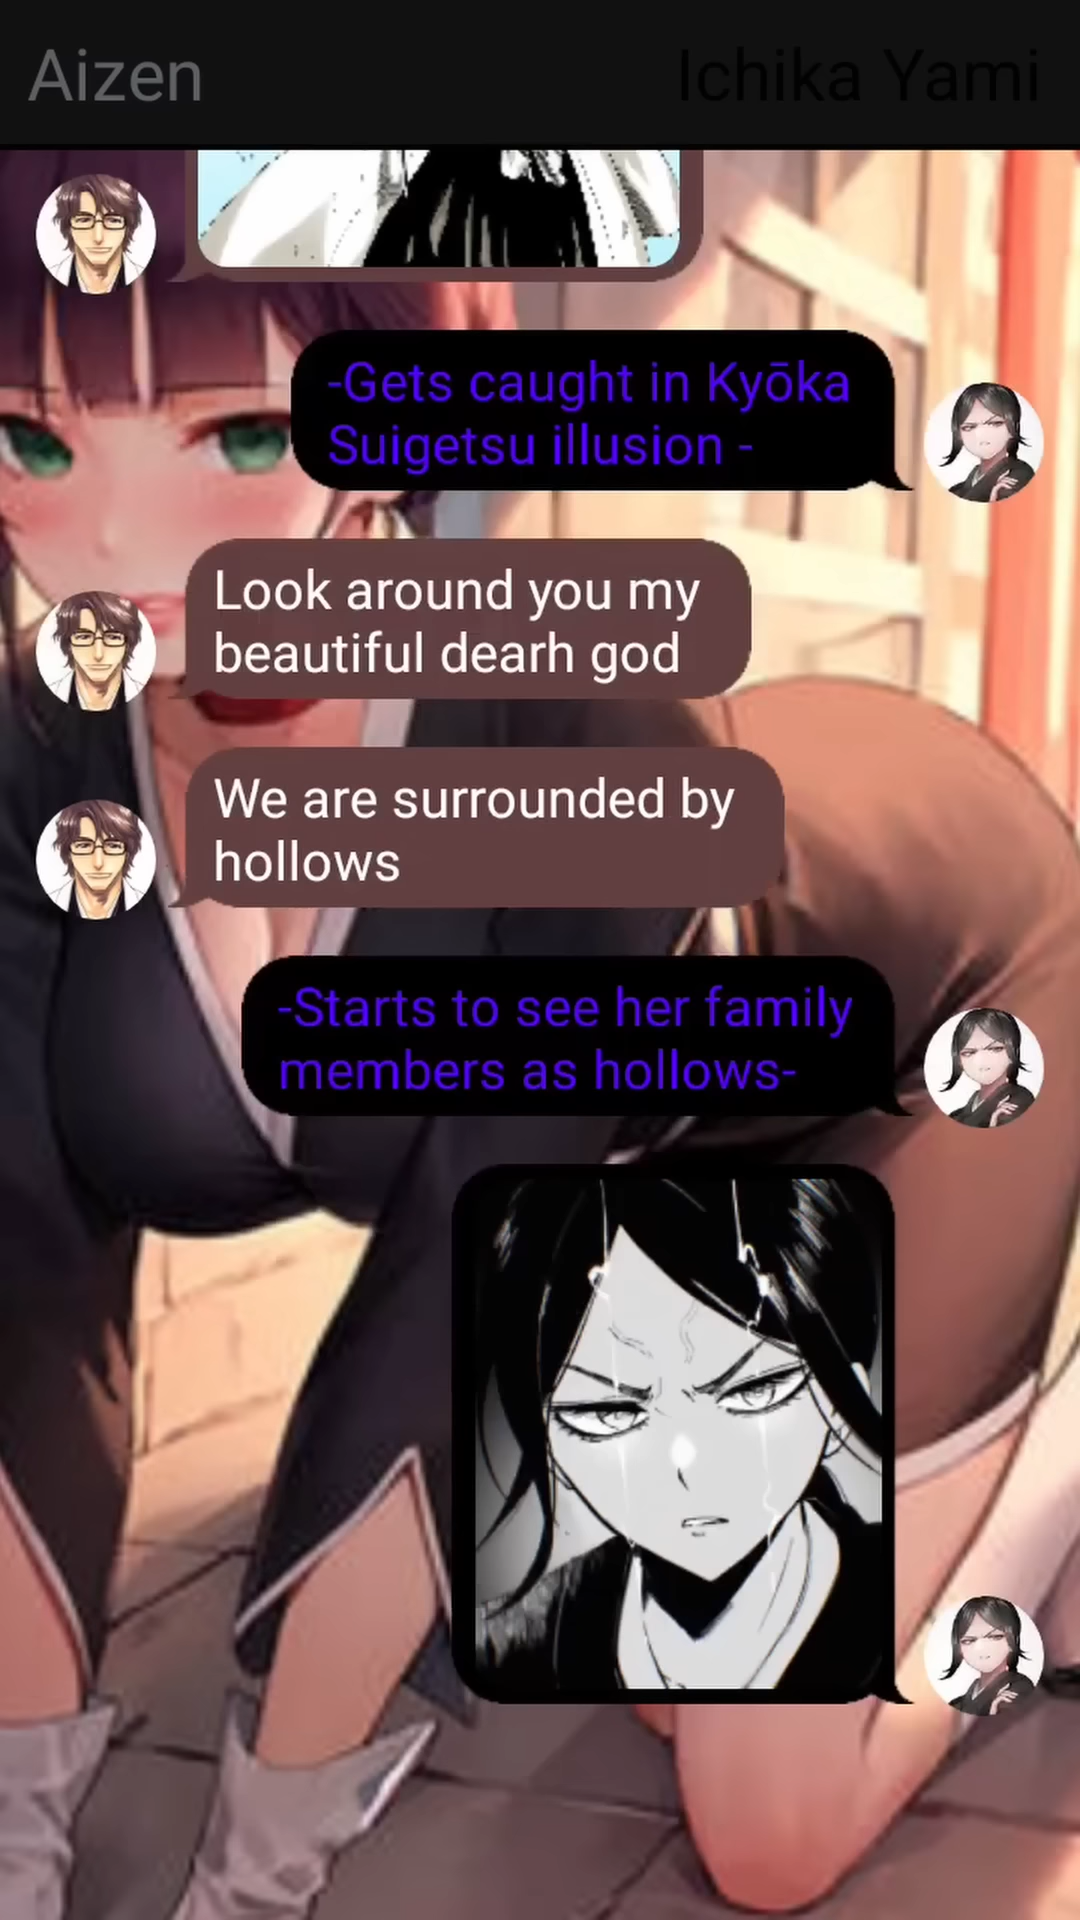 Aizen
Ichika Yami
-Gets caught in Kyōka
Suigetsu illusion -
Look around you my
beautiful dearh god
We are surrounded by
hollows
-Starts to see her family
members as hollows-